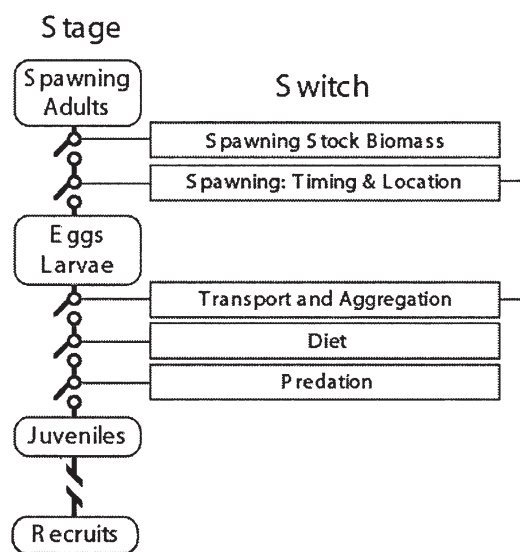 Stage
Spawning
Adults
Switch
Spawning Stock Biomass
Spawning: Timing & Location
Eggs
Larvae
Transport and Aggregation
Diet
Predation
Juveniles
Recruits